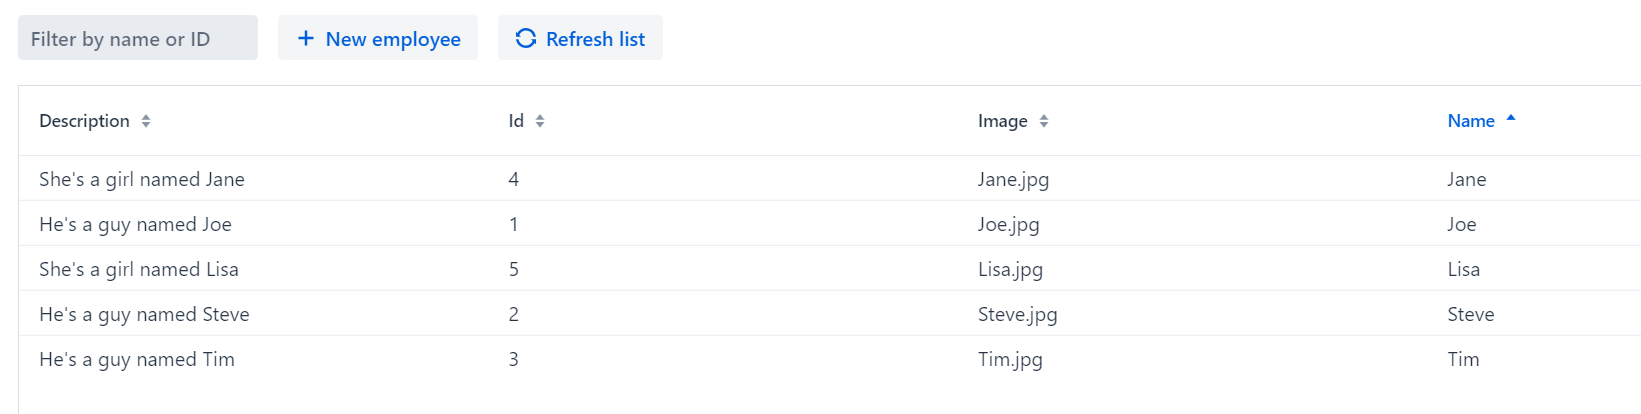 Filter by name or ID New employee Refresh list
Description Id Image Name
She's a girl named Jane 4 Jane.jpg Jane
He's a guy named Joe 1 Joe.jpg Joe
She's a girl named Lisa 5 Lisa.jpg Lisa
He's a guy named Steve 2 Steve.jpg Steve
He's a guy named Tim 3 Tim.jpg Tim